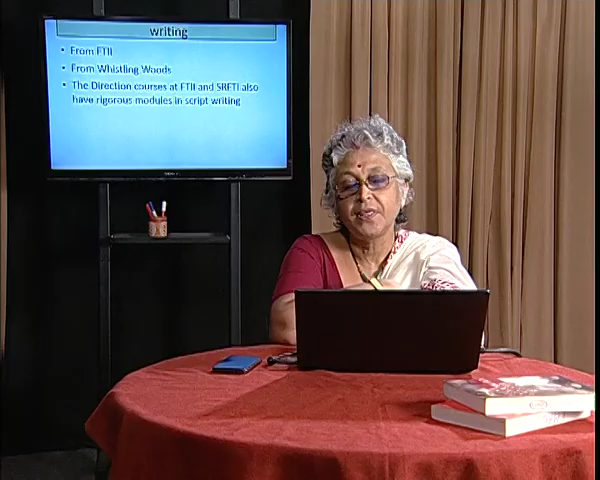 writing
• From FTII
• From Whistling Woods
• The Direction courses at FTII and SRFTI also
have rigorous modules in script writing